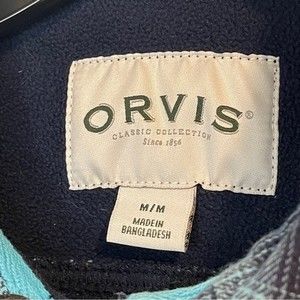 ORVIS®
CLASSIC COLLECTION
Since 1856
M/M
MADE IN
BANGLADESH